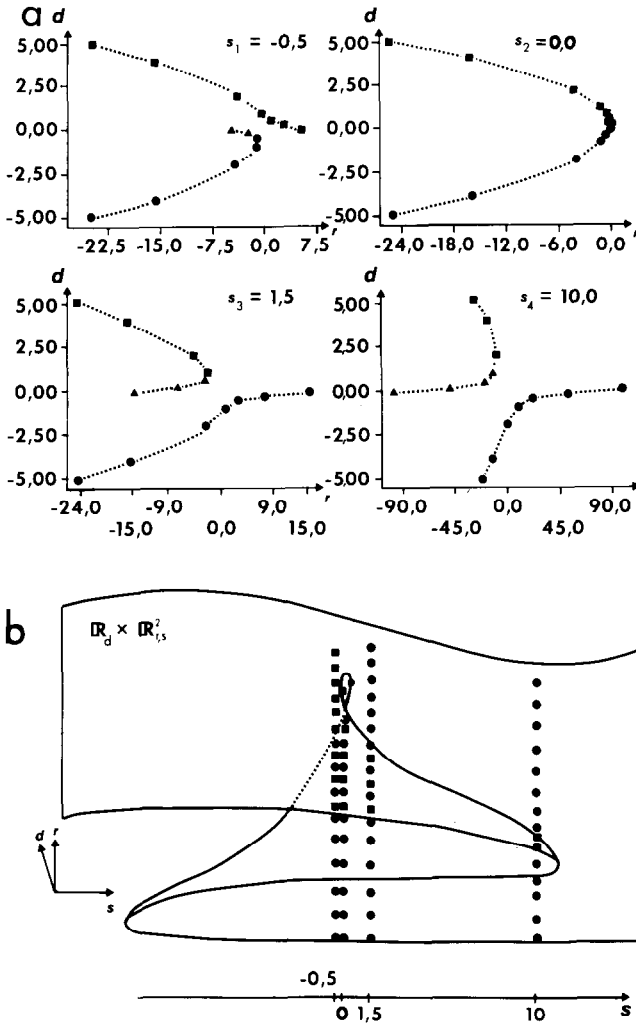 a
d
s₁ = -0,5
5,00
2,50
0,00
-2,50
-5,00
-22,5 -15,0 -7,5 0,0 7,5
r
d
s₂ = 0,0
5,00
2,50
0,00
-2,50
-5,00
-24,0 -18,0 -12,0 -6,0 0,0
r
d
s₃ = 1,5
5,00
2,50
0,00
-2,50
-5,00
-24,0 -15,0 0,0 9,0 15,0
r
d
s₄ = 10,0
5,00
2,50
0,00
-2,50
-5,00
-90,0 -45,0 0,0 45,0 90,0
b
ℝd × ℝ²r,s
d r
s
-0,5
0 1,5 10 s